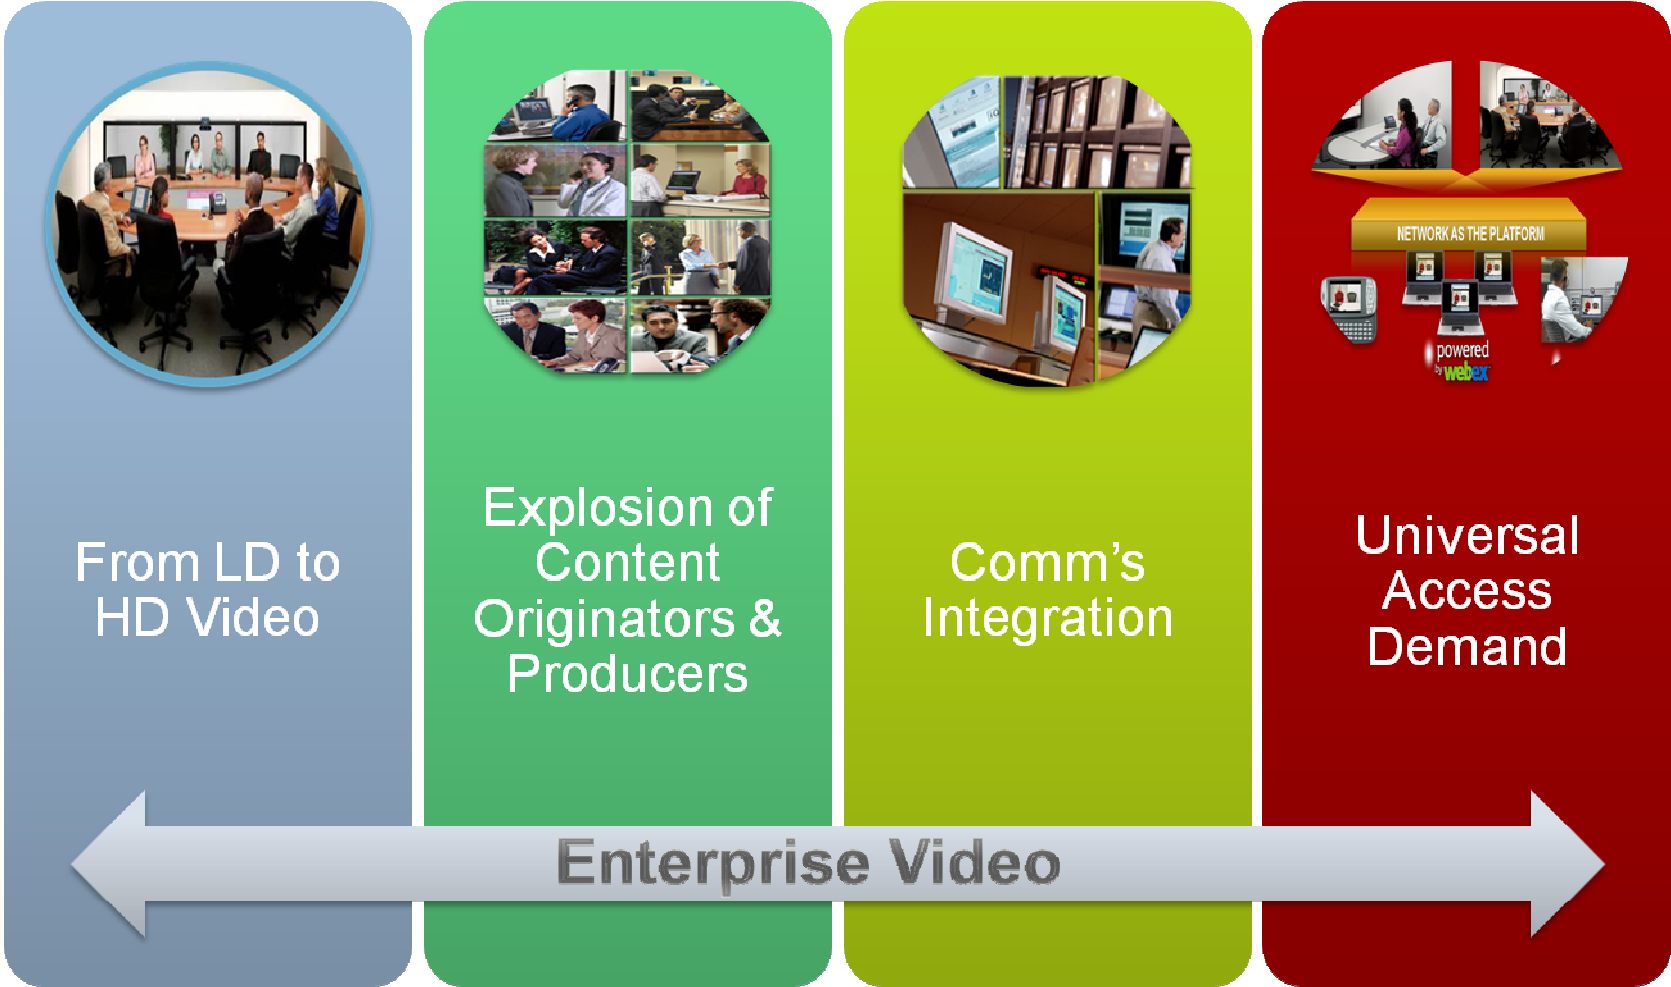 NETWORK AS THE PLATFORM
powered
by webex
From LD to
HD Video
Explosion of
Content
Originators &
Producers
Comm’s
Integration
Universal
Access
Demand
Enterprise Video